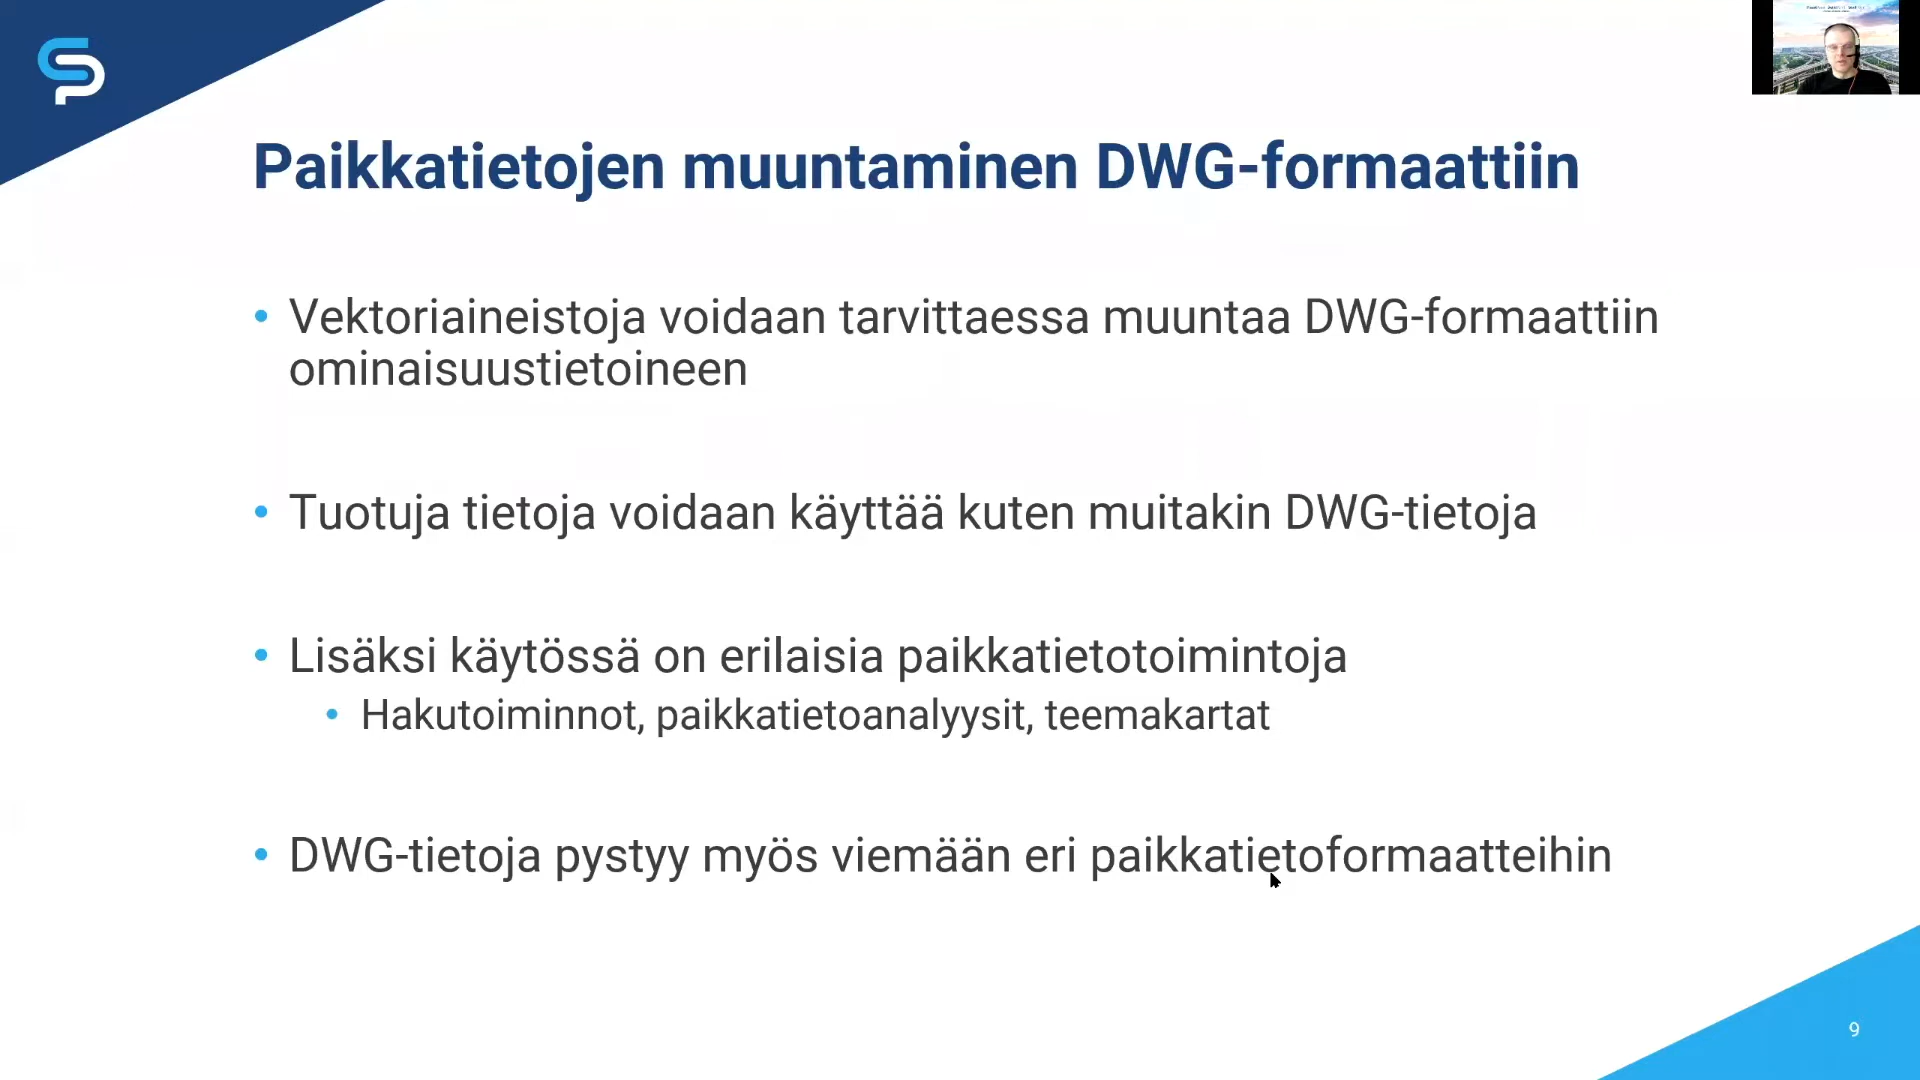 Paikkatietojen muuntaminen DWG-formaattiin
• Vektoriaineistoja voidaan tarvittaessa muuntaa DWG-formaattiin
ominaisuustietoineen
• Tuotuja tietoja voidaan käyttää kuten muitakin DWG-tietoja
• Lisäksi käytössä on erilaisia paikkatietotoimintoja
• Hakutoiminnot, paikkatietoanalyysit, teemakartat
• DWG-tietoja pystyy myös viemään eri paikkatietoformaatteihin
9